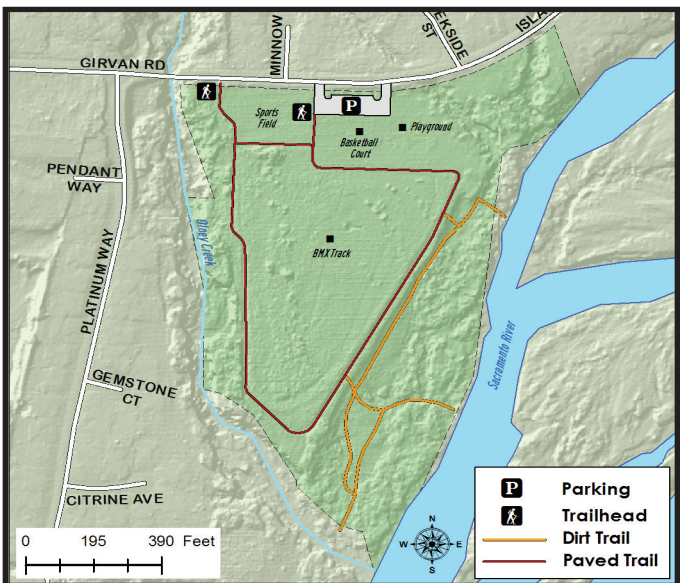 GIRVAN RD
MINNOW
EKSIDE
ST
ISLA
Sports
Field
P
Basketball
Court
Playground
PENDANT
WAY
PLATINUM WAY
Olney Creek
BMX Track
Sacramento River
GEMSTONE
CT
CITRINE AVE
0 195 390 Feet
N
W E
S
P Parking
Trailhead
Dirt Trail
Paved Trail